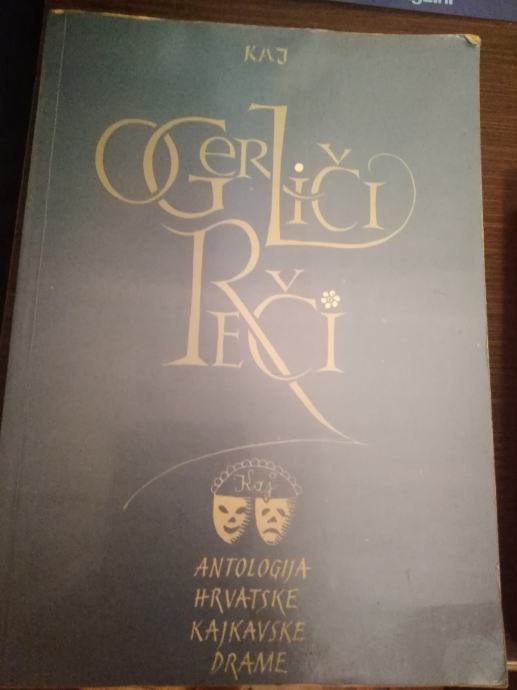 KAJ
OGERLIČI
REČI
Kaj
ANTOLOGIJA
HRVATSKE
KAJKAVSKE
DRAME